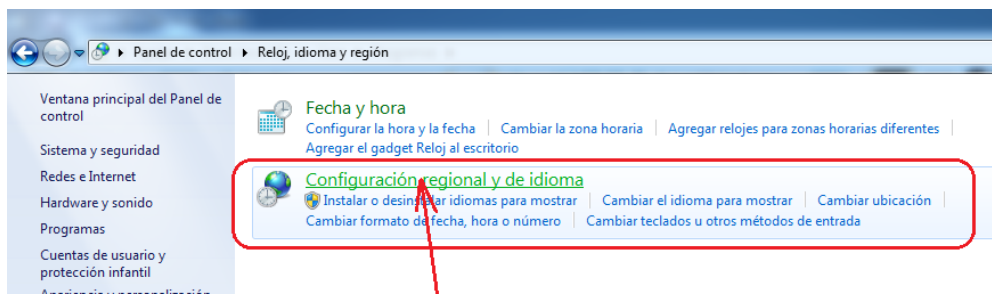 Panel de control ▸ Reloj, idioma y región
Ventana principal del Panel de
control
Sistema y seguridad
Redes e Internet
Hardware y sonido
Programas
Cuentas de usuario y
protección infantil
Apariencia y personalización
Fecha y hora
Configurar la hora y la fecha | Cambiar la zona horaria | Agregar relojes para zonas horarias diferentes
Agregar el gadget Reloj al escritorio
Configuración regional y de idioma
Instalar o desinstalar idiomas para mostrar | Cambiar el idioma para mostrar | Cambiar ubicación
Cambiar formato de fecha, hora o número | Cambiar teclados u otros métodos de entrada